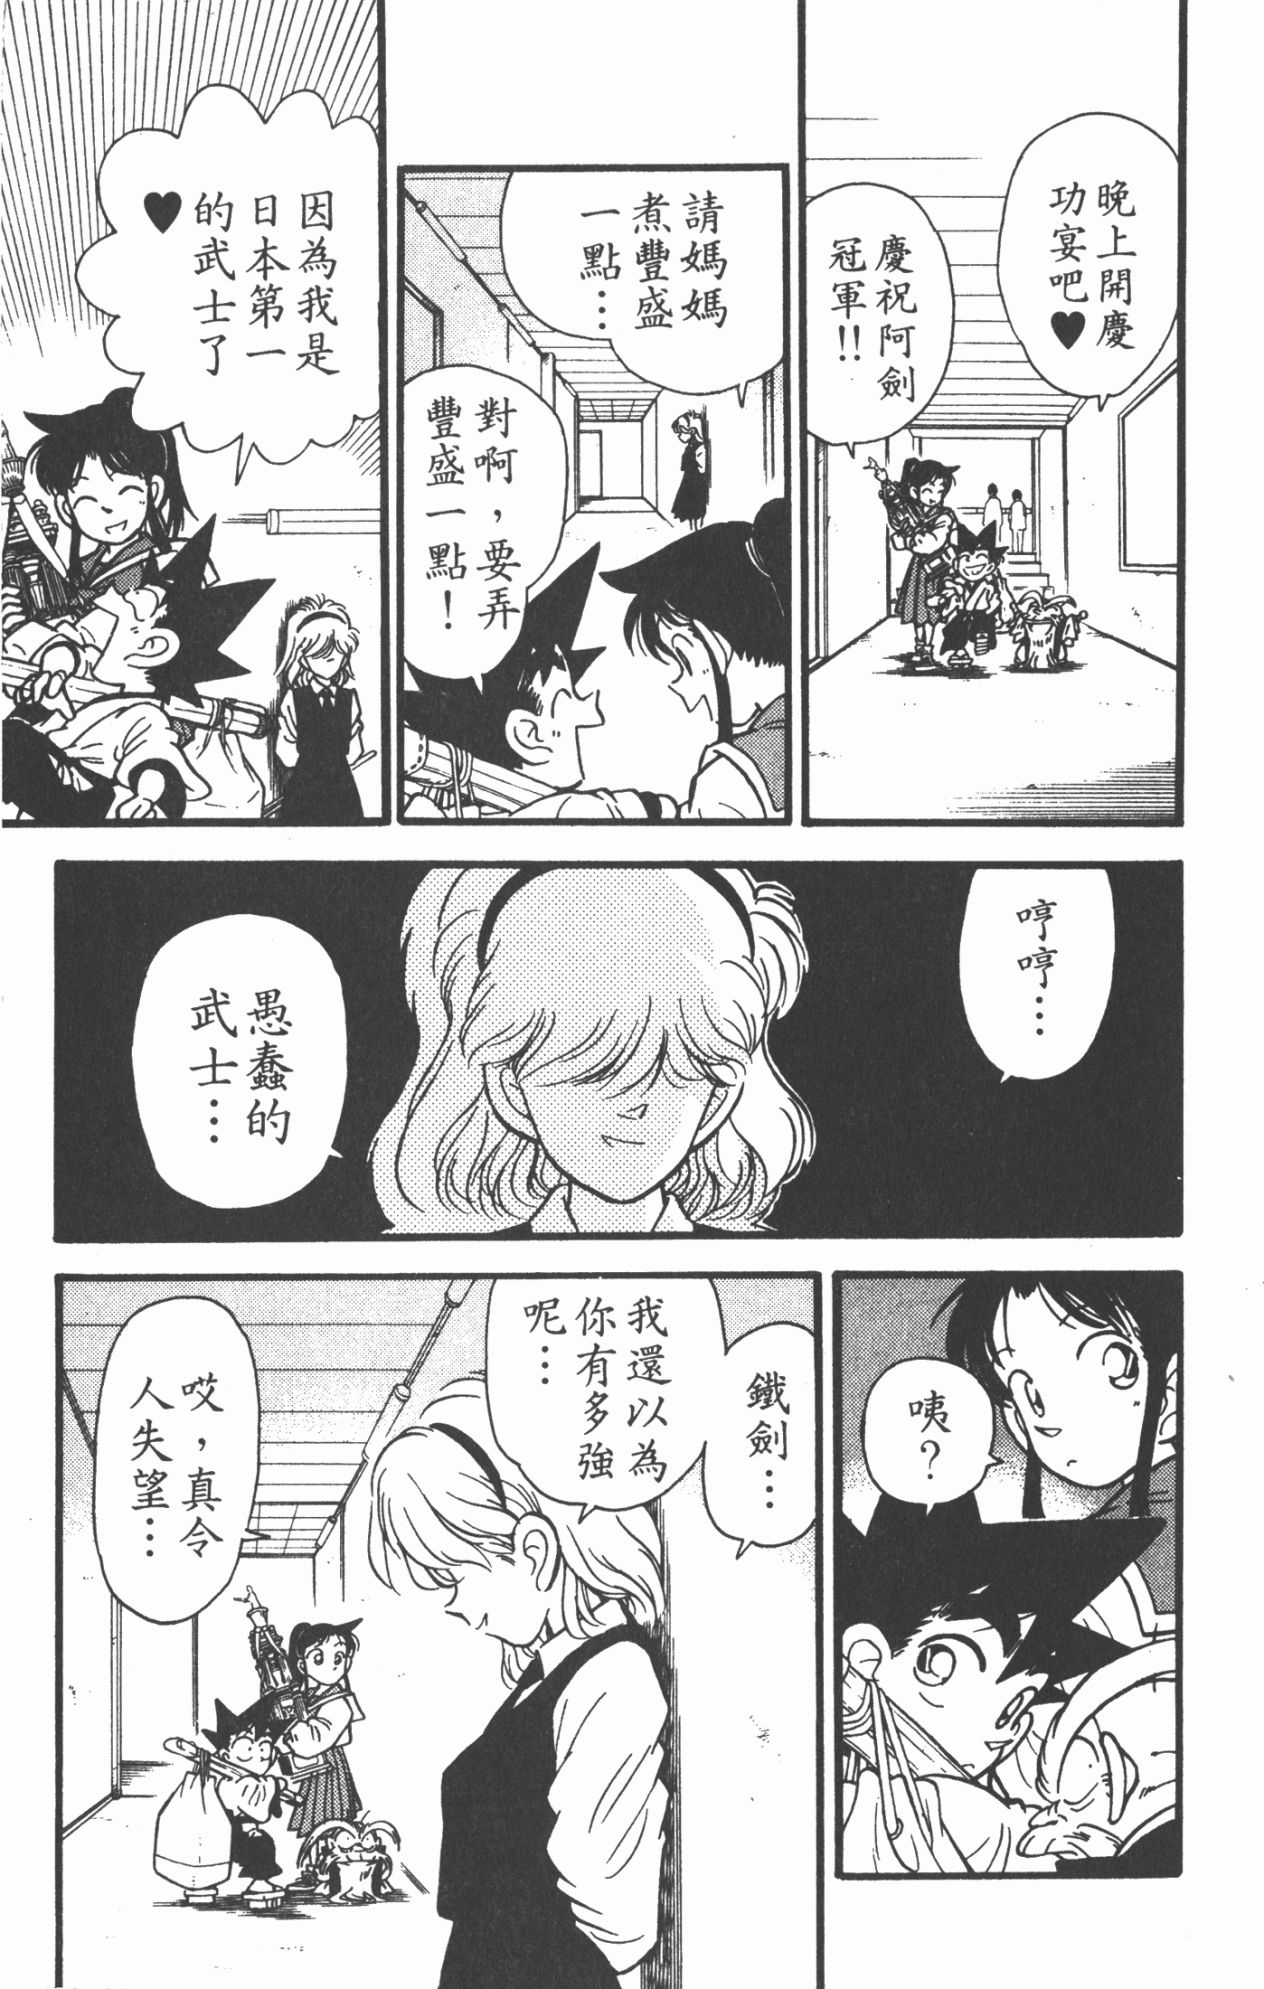 晚上開慶
功宴吧♥
慶祝阿劍
冠軍!!
請媽媽
煮豐盛
一點…
對啊，要弄
豐盛一點！
因為我是
日本第一
的武士了
♥
哼哼…
愚蠢的
武士…
咦？
鐵劍…
我還以為
你有多強
呢…
哎，真令
人失望…